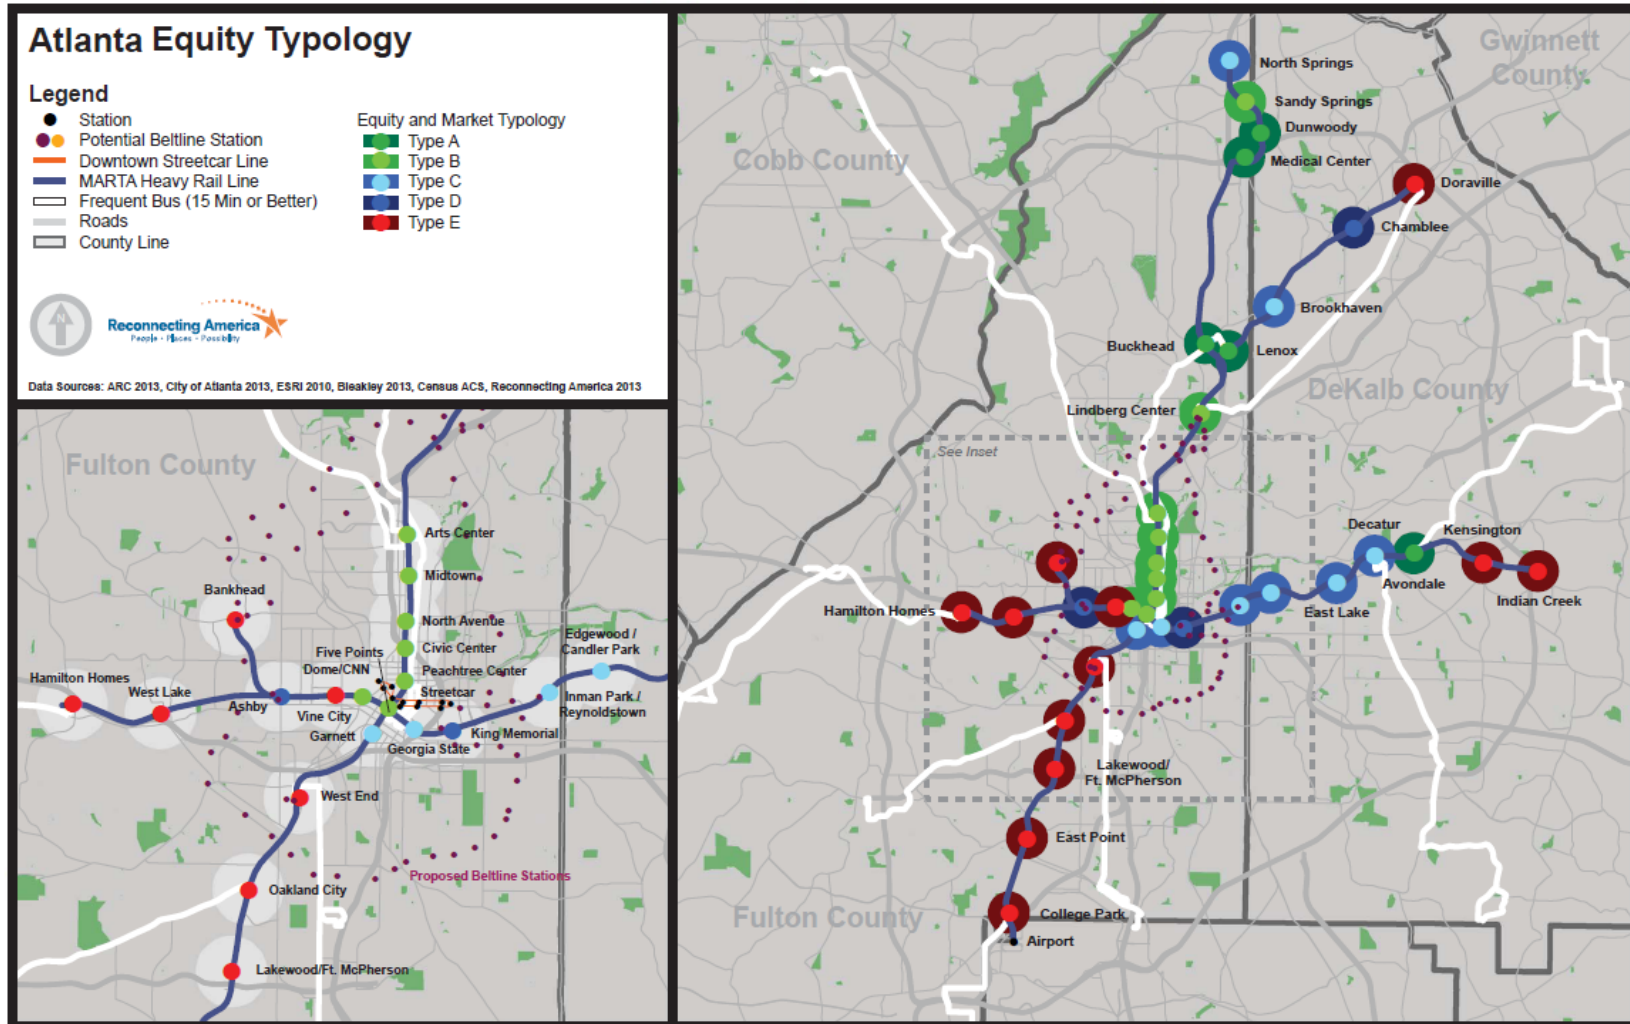 Atlanta Equity Typology
Legend
Station
Potential Beltline Station
Downtown Streetcar Line
MARTA Heavy Rail Line
Frequent Bus (15 Min or Better)
Roads
County Line
Equity and Market Typology
Type A
Type B
Type C
Type D
Type E
N
Reconnecting America
People · Places · Possibility
Data Sources: ARC 2013, City of Atlanta 2013, ESRI 2010, Bleakley 2013, Census ACS, Reconnecting America 2013
Fulton County
Arts Center
Midtown
Bankhead
North Avenue
Civic Center
Edgewood /
Candler Park
Five Points
Dome/CNN
Peachtree Center
Streetcar
Hamilton Homes
West Lake
Ashby
Vine City
Inman Park /
Reynoldstown
Garnett
Georgia State
King Memorial
West End
Proposed Beltline Stations
Oakland City
Lakewood/Ft. McPherson
Gwinnett
County
North Springs
Sandy Springs
Dunwoody
Cobb County
Medical Center
Doraville
Chamblee
Brookhaven
Buckhead
Lenox
DeKalb County
Lindberg Center
See Inset
Decatur
Kensington
Avondale
Indian Creek
East Lake
Hamilton Homes
Lakewood/
Ft. McPherson
East Point
Fulton County
College Park
Airport